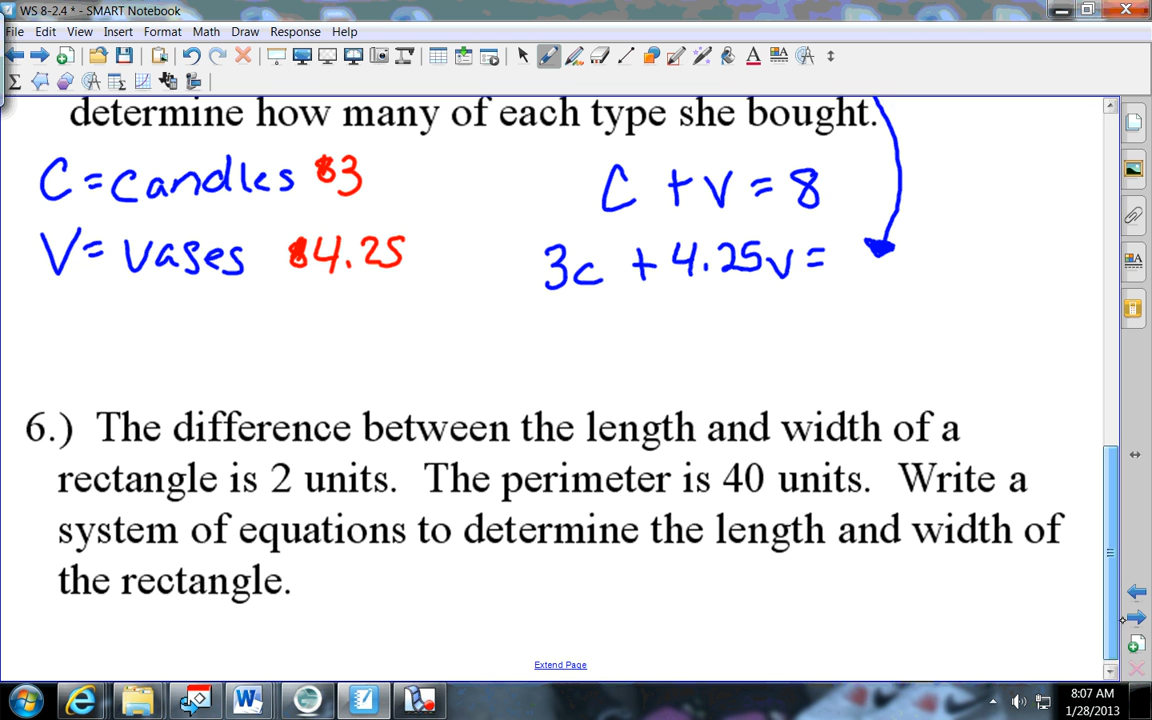 WS 8-2.4 * - SMART Notebook
File Edit View Insert Format Math Draw Response Help
determine how many of each type she bought.
C = candles $3
C + V = 8
V = vases $4.25
3c + 4.25v =
6.) The difference between the length and width of a
rectangle is 2 units. The perimeter is 40 units. Write a
system of equations to determine the length and width of
the rectangle.
Extend Page
8:07 AM
1/28/2013